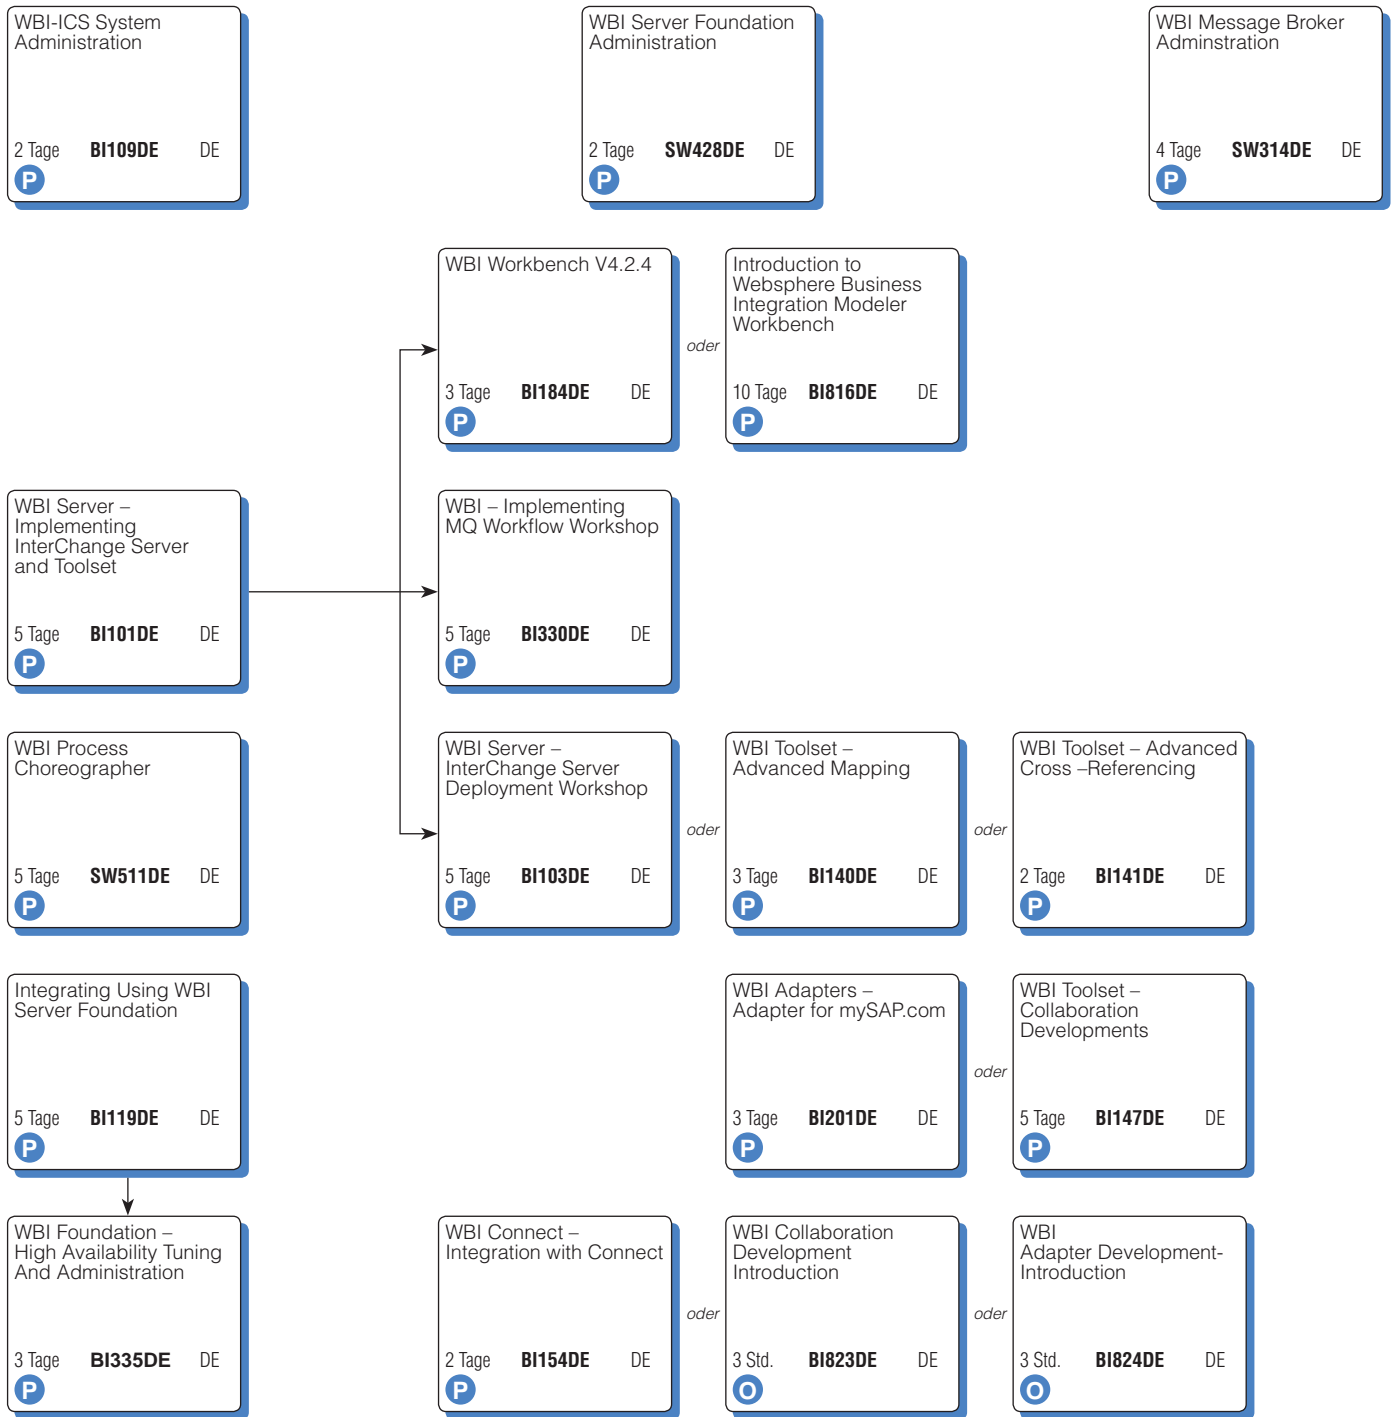 WBI-ICS System
Administration
2 Tage BI109DE DE
P
WBI Server Foundation
Administration
2 Tage SW428DE DE
P
WBI Message Broker
Adminstration
4 Tage SW314DE DE
P
WBI Workbench V4.2.4
3 Tage BI184DE DE
P
oder
Introduction to
Websphere Business
Integration Modeler
Workbench
10 Tage BI816DE DE
P
WBI Server –
Implementing
InterChange Server
and Toolset
5 Tage BI101DE DE
P
WBI – Implementing
MQ Workflow Workshop
5 Tage BI330DE DE
P
WBI Process
Choreographer
5 Tage SW511DE DE
P
WBI Server –
InterChange Server
Deployment Workshop
5 Tage BI103DE DE
P
oder
WBI Toolset –
Advanced Mapping
3 Tage BI140DE DE
P
oder
WBI Toolset – Advanced
Cross –Referencing
2 Tage BI141DE DE
P
Integrating Using WBI
Server Foundation
5 Tage BI119DE DE
P
WBI Adapters –
Adapter for mySAP.com
3 Tage BI201DE DE
P
oder
WBI Toolset –
Collaboration
Developments
5 Tage BI147DE DE
P
WBI Foundation –
High Availability Tuning
And Administration
3 Tage BI335DE DE
P
WBI Connect –
Integration with Connect
2 Tage BI154DE DE
P
oder
WBI Collaboration
Development
Introduction
3 Std. BI823DE DE
O
oder
WBI
Adapter Development-
Introduction
3 Std. BI824DE DE
O